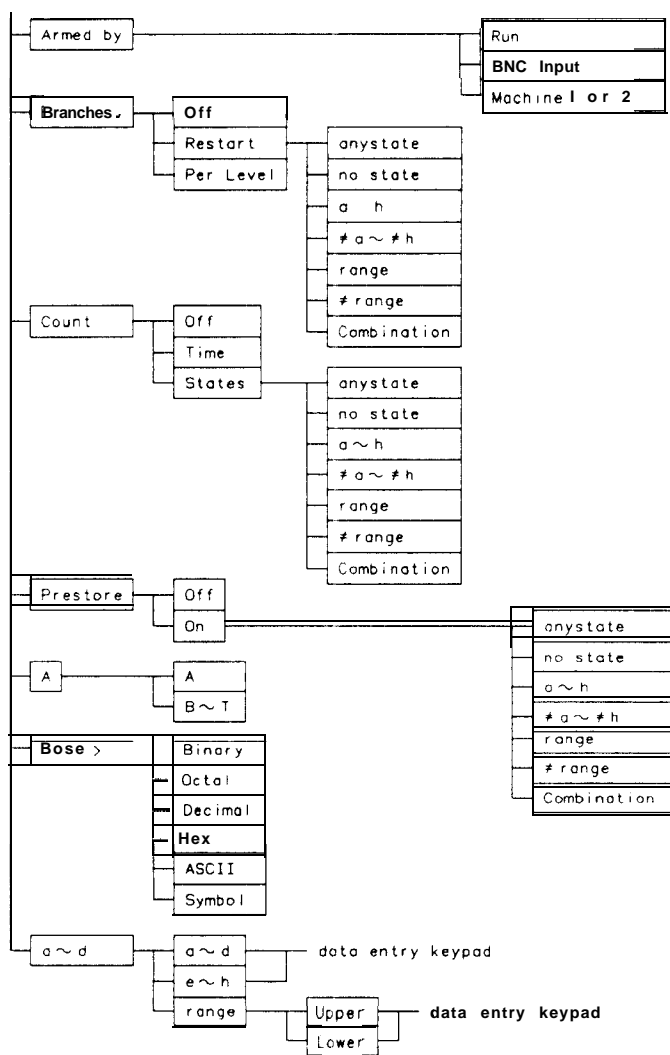 Armed by
Run
BNC Input
Machine 1 or 2
Branches.
Off
Restart
Per Level
anystate
no state
a h
≠a~≠h
range
≠range
Combination
Count
Off
Time
States
anystate
no state
a~h
≠a~≠h
range
≠range
Combination
Prestore
Off
On
anystate
no state
a~h
≠a~≠h
range
≠range
Combination
A
A
B~T
Bose >
Binary
Octal
Decimal
Hex
ASCII
Symbol
a~d
a~d
e~h
range
data entry keypad
Upper
Lower
data entry keypad